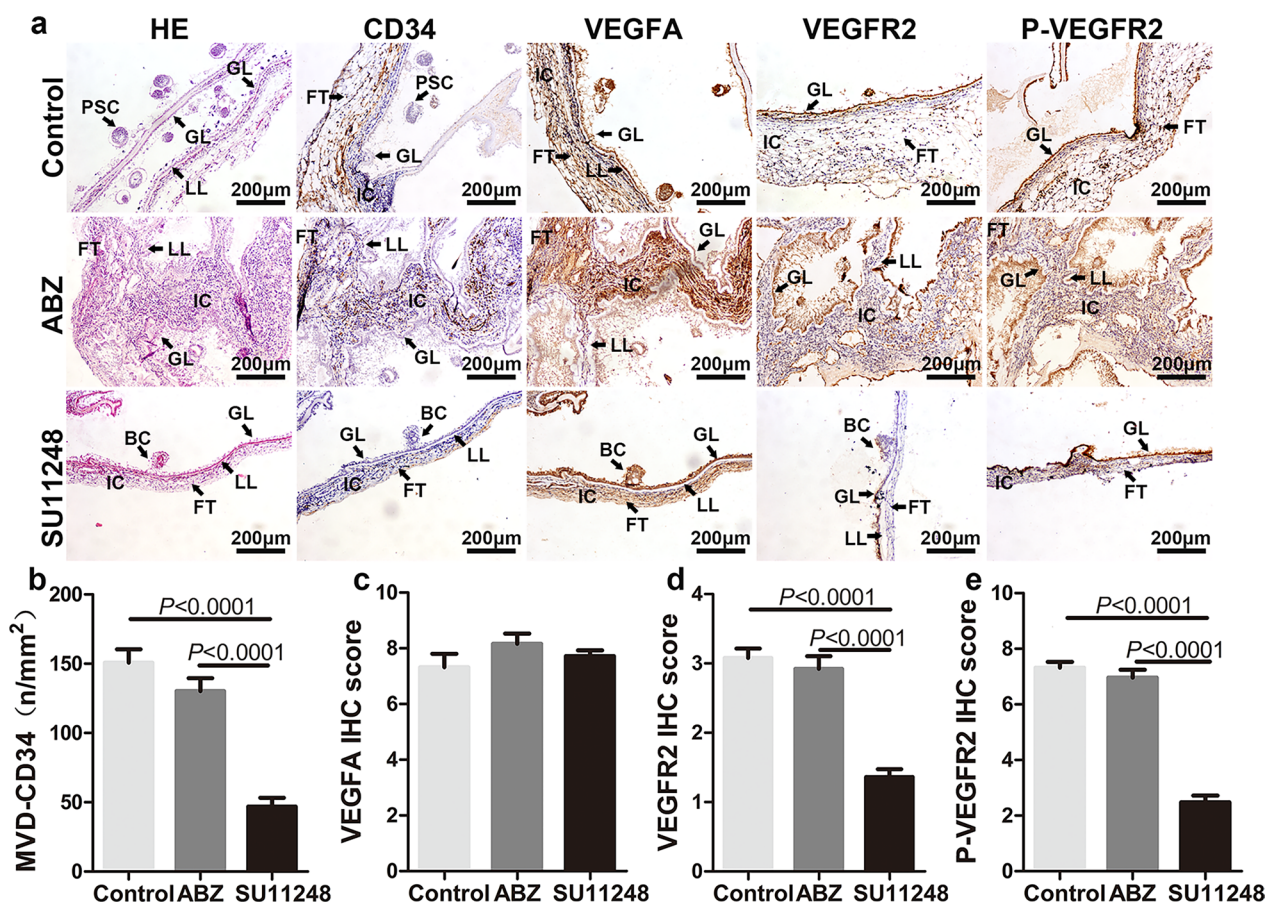 a
HE
CD34
VEGFA
VEGFR2
P-VEGFR2
Control
GL
PSC
GL
LL
200μm
FT
PSC
GL
IC
200μm
IC
GL
FT
LL
200μm
GL
IC
FT
200μm
GL
FT
IC
200μm
ABZ
FT
LL
IC
GL
200μm
FT
LL
IC
GL
200μm
FT
GL
IC
LL
200μm
GL
LL
IC
200μm
FT
GL
LL
IC
200μm
SU11248
GL
BC
IC
LL
FT
200μm
BC
GL
LL
IC
FT
200μm
GL
BC
IC
LL
FT
200μm
BC
GL
FT
LL
200μm
GL
IC
FT
200μm
b
MVD-CD34（n/mm²）
200
150
100
50
0
P<0.0001
P<0.0001
Control ABZ SU11248
c
VEGFA IHC score
10
8
6
4
2
0
Control ABZ SU11248
d
VEGFR2 IHC score
4
3
2
1
0
P<0.0001
P<0.0001
Control ABZ SU11248
e
P-VEGFR2 IHC score
10
8
6
4
2
0
P<0.0001
P<0.0001
Control ABZ SU11248